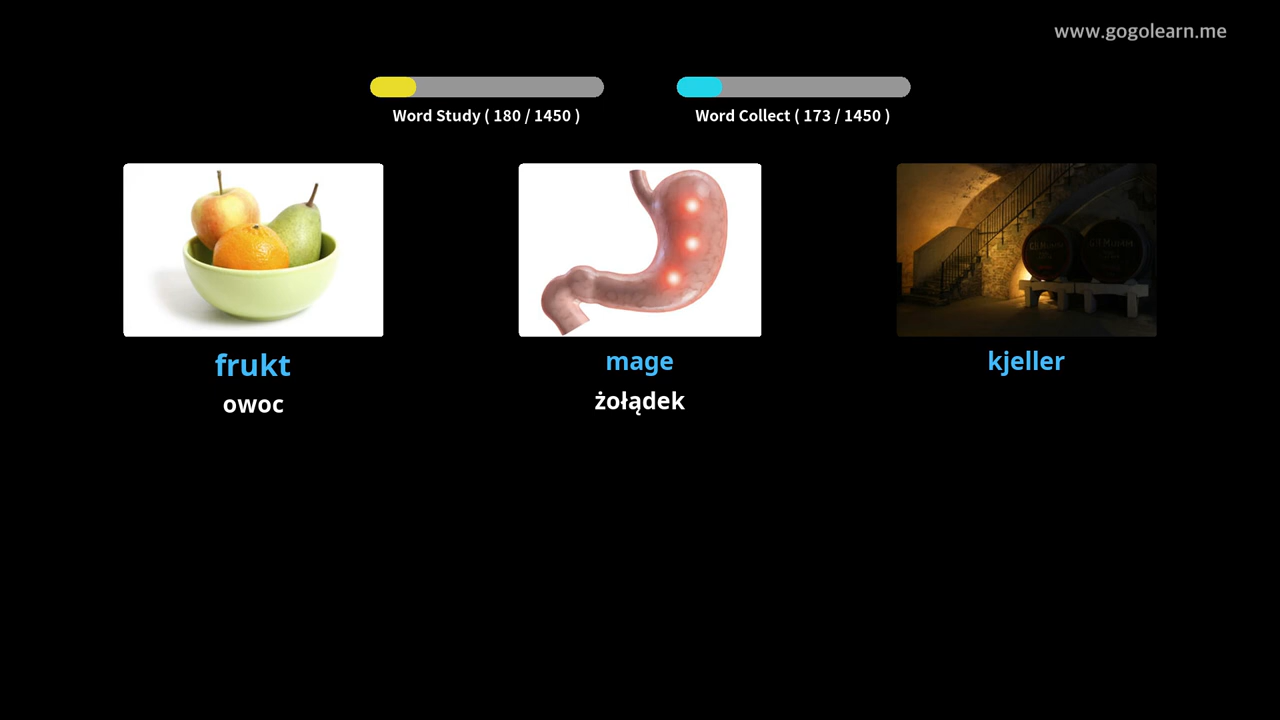 www.gogolearn.me
Word Study ( 180 / 1450 )
Word Collect ( 173 / 1450 )
frukt
owoc
mage
żołądek
kjeller